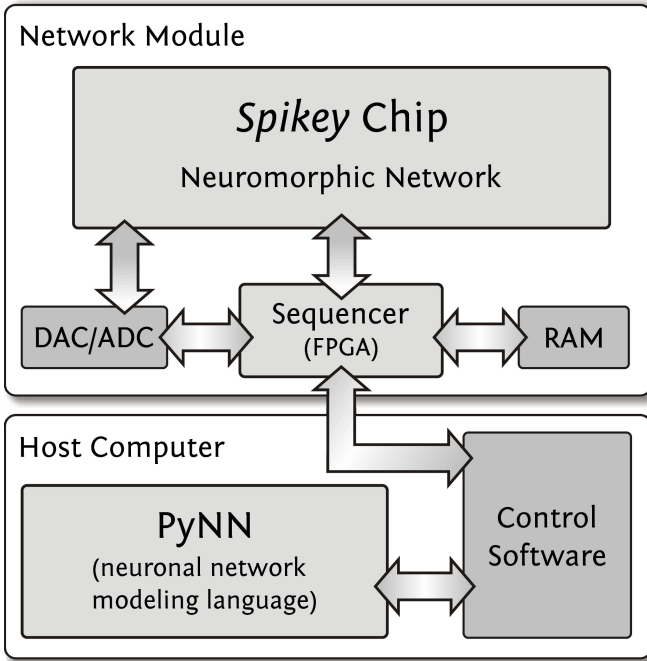 Network Module
Spikey Chip
Neuromorphic Network
DAC/ADC
Sequencer
(FPGA)
RAM
Host Computer
PyNN
(neuronal network
modeling language)
Control
Software